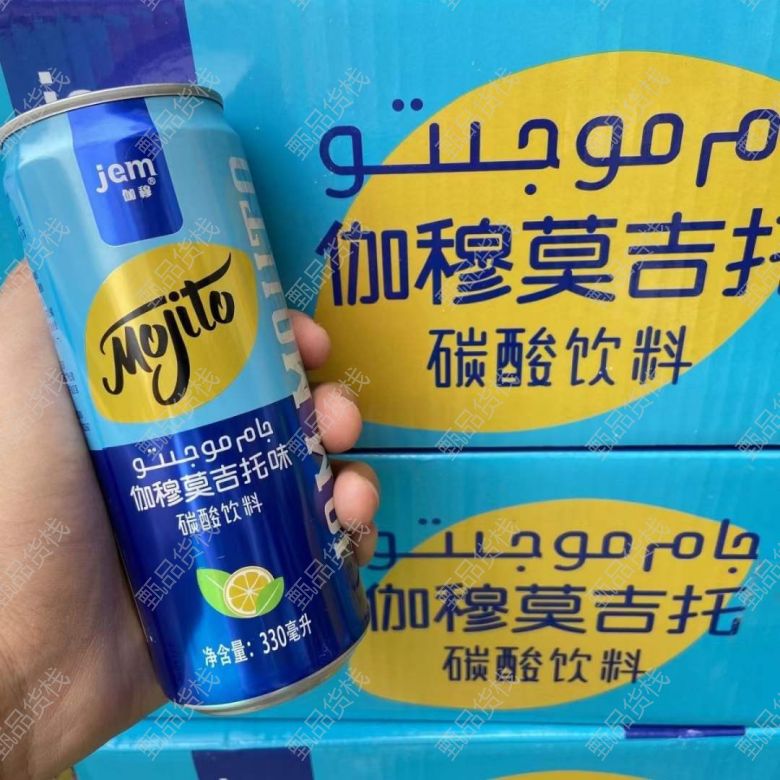 jem®
伽穆
Mojito
MOJITO
جام موجىتو
伽穆莫吉托味
碳酸饮料
净含量：330毫升
ام موجىتو
伽穆莫吉托
碳酸饮料
جام موجىتو
伽穆莫吉托
碳酸饮料
甄品货栈